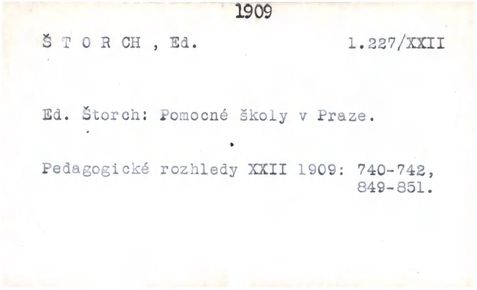 1909
Š T O R CH , Ed. 1.227/XXII
Ed. Štorch: Pomocné školy v Praze.
Pedagogické rozhledy XXII 1909: 740-742,
849-851.